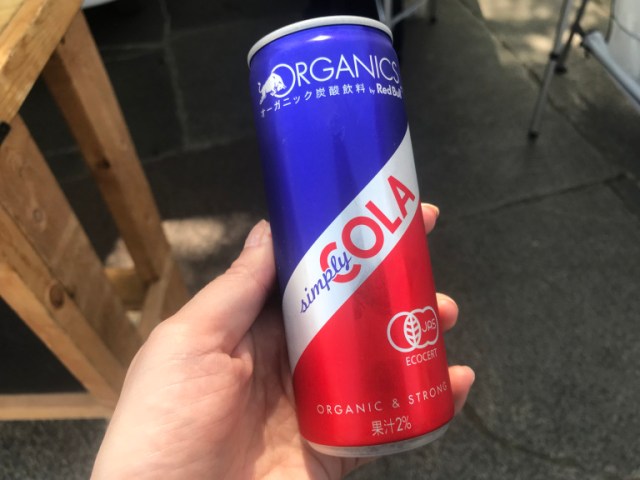 ORGANICS
オーガニック炭酸飲料 by Red Bull
simply COLA
JAS
ECOCERT
ORGANIC & STRONG
果汁2%